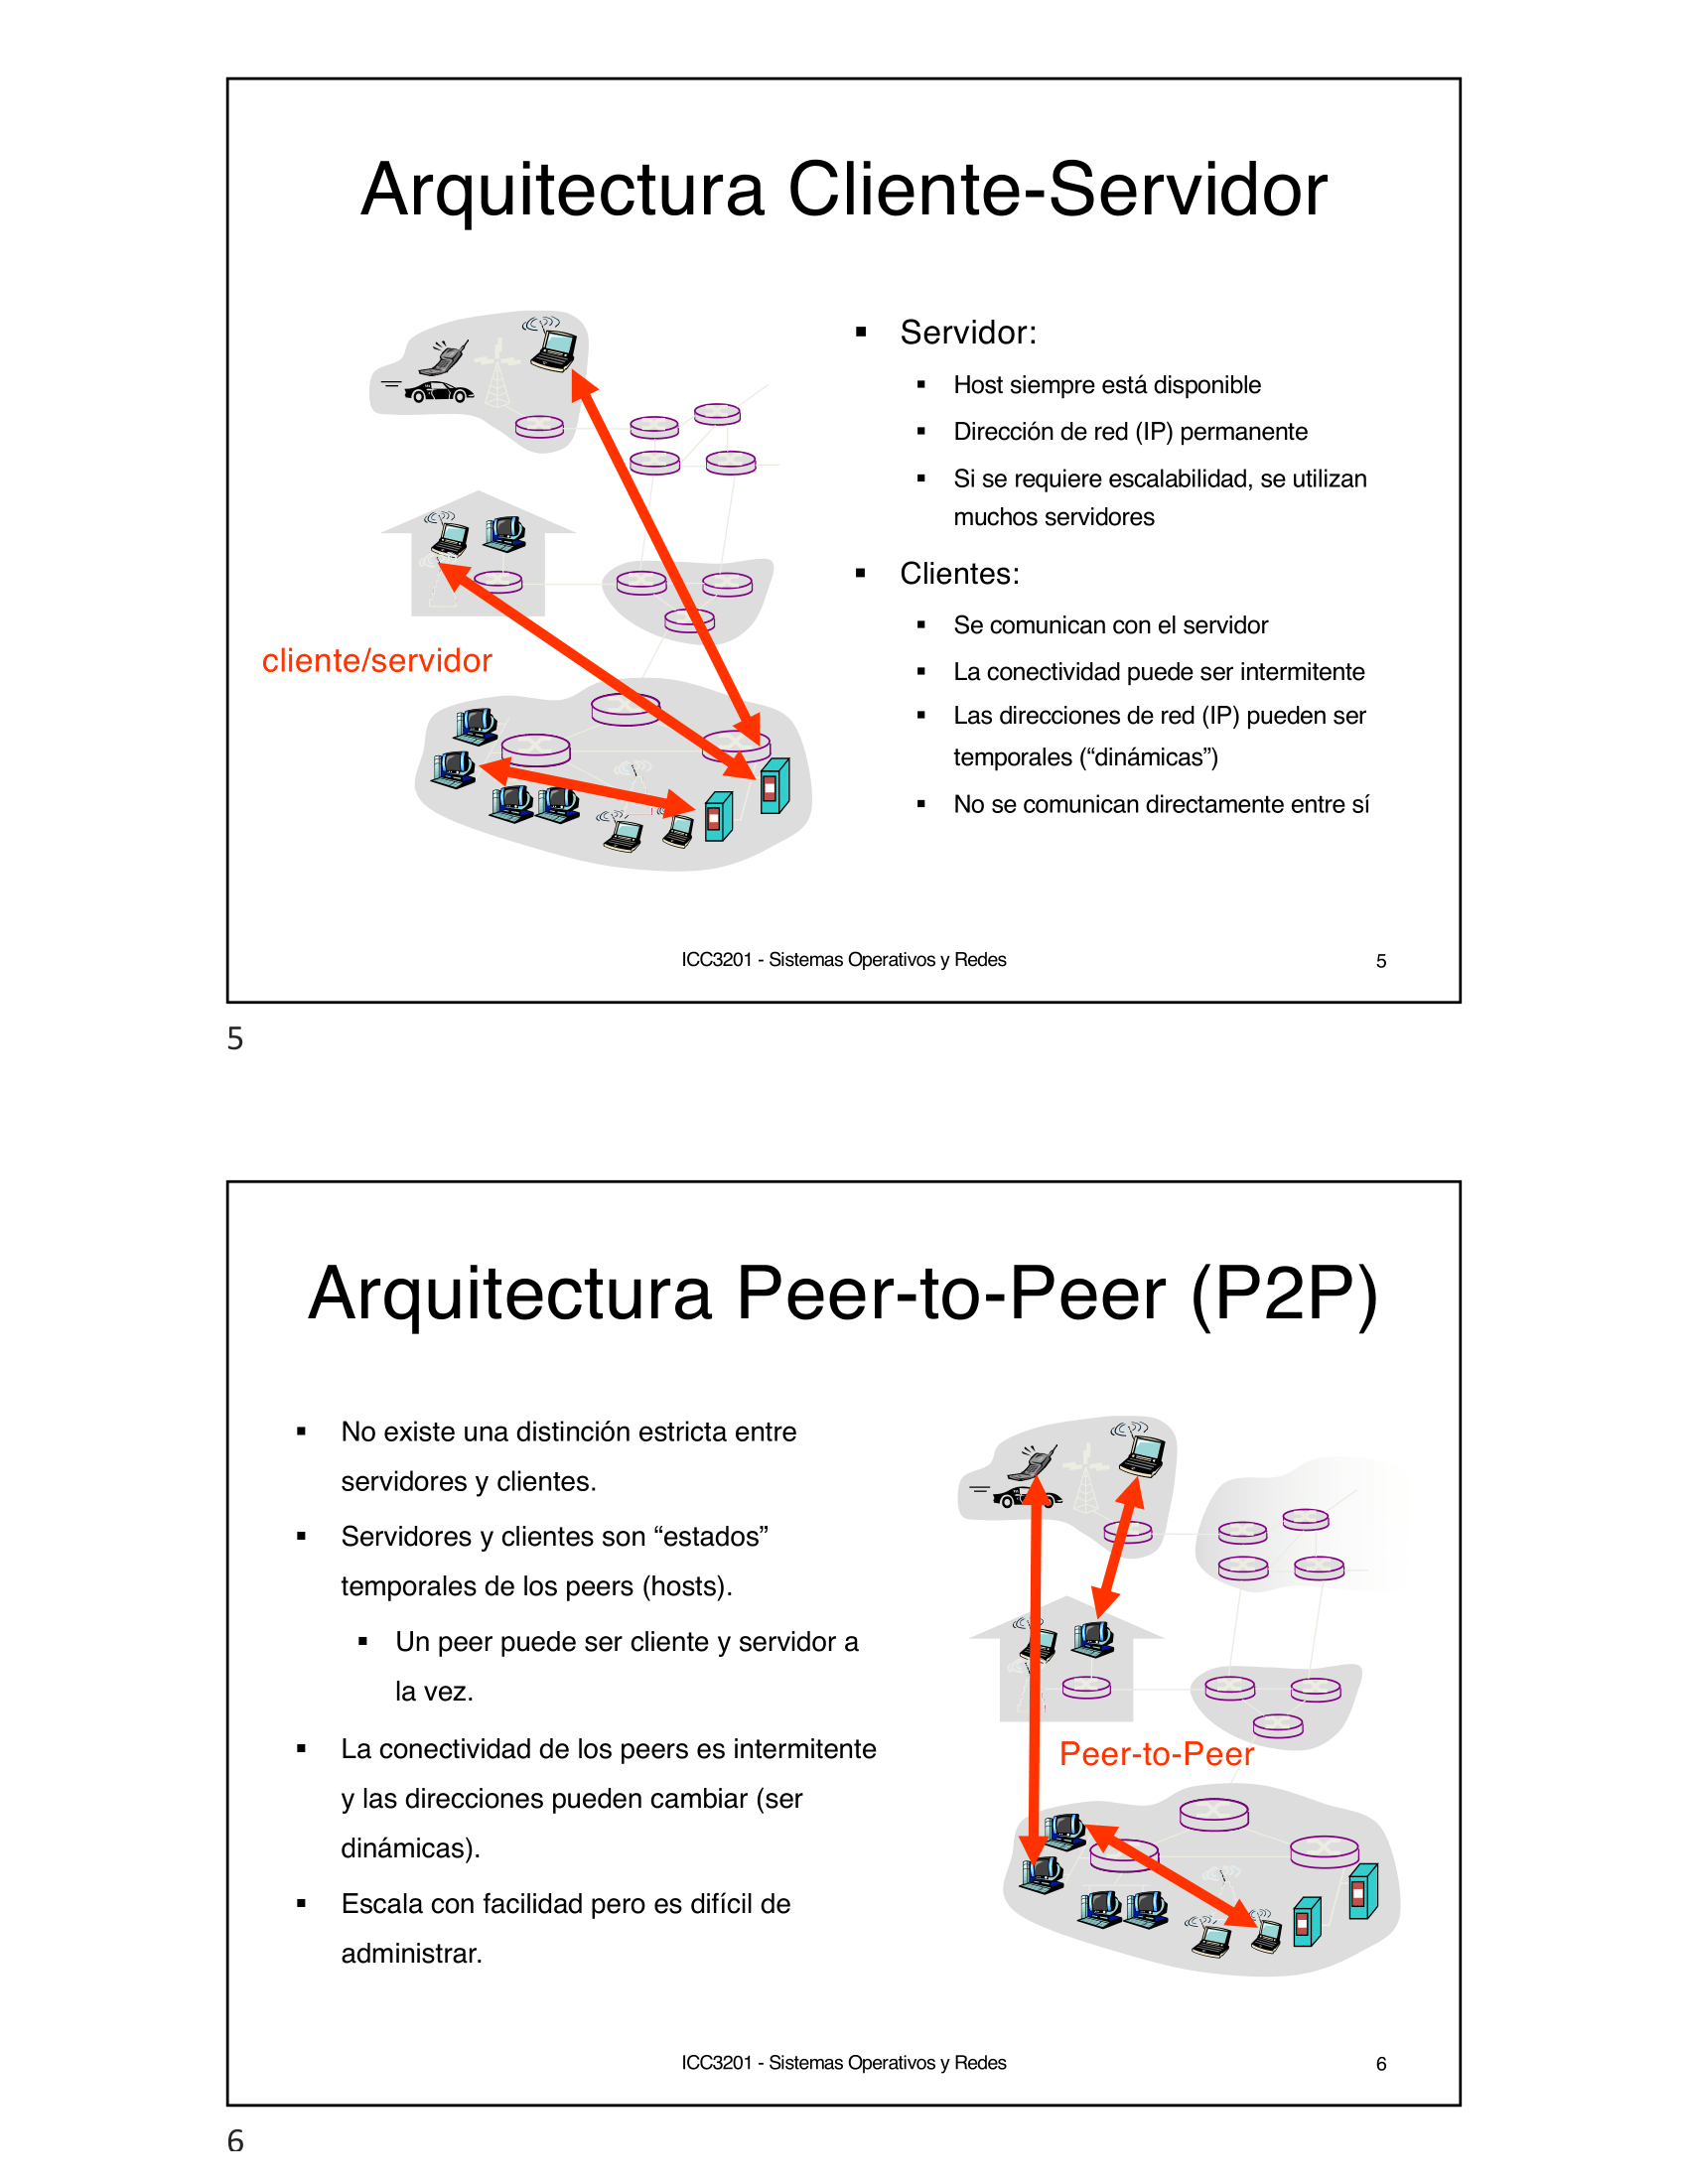 Arquitectura Cliente-Servidor
cliente/servidor
▪ Servidor:
▪ Host siempre está disponible
▪ Dirección de red (IP) permanente
▪ Si se requiere escalabilidad, se utilizan
muchos servidores
▪ Clientes:
▪ Se comunican con el servidor
▪ La conectividad puede ser intermitente
▪ Las direcciones de red (IP) pueden ser
temporales (“dinámicas”)
▪ No se comunican directamente entre sí
ICC3201 - Sistemas Operativos y Redes
5
5
Arquitectura Peer-to-Peer (P2P)
▪ No existe una distinción estricta entre
servidores y clientes.
▪ Servidores y clientes son “estados”
temporales de los peers (hosts).
▪ Un peer puede ser cliente y servidor a
la vez.
▪ La conectividad de los peers es intermitente
y las direcciones pueden cambiar (ser
dinámicas).
▪ Escala con facilidad pero es difícil de
administrar.
Peer-to-Peer
ICC3201 - Sistemas Operativos y Redes
6
6